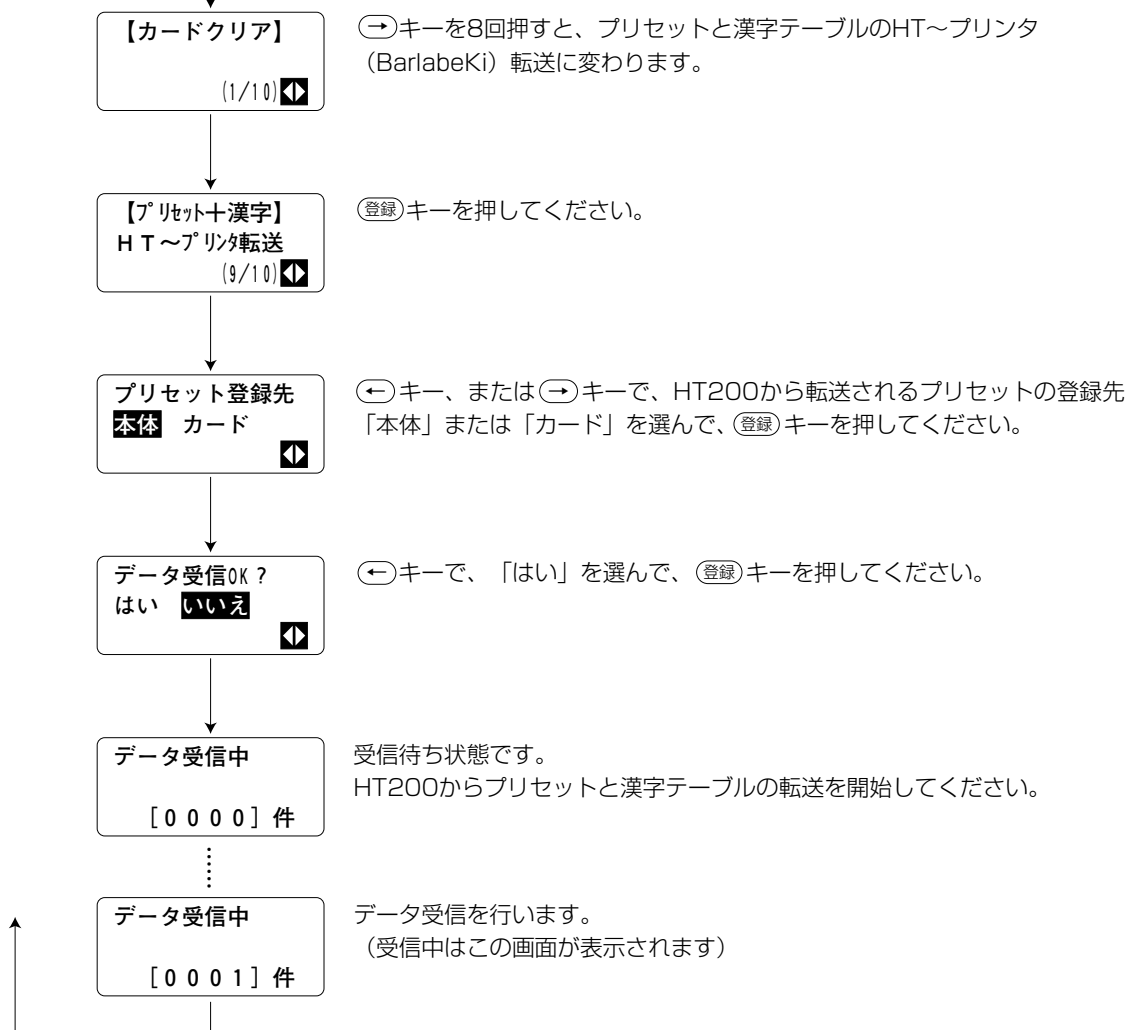 【カードクリア】
(1/10)
→キーを8回押すと、プリセットと漢字テーブルのHT～プリンタ
（BarlabeKi）転送に変わります。
【プリセット＋漢字】
ＨＴ～プリンタ転送
(9/10)
登録キーを押してください。
プリセット登録先
本体 カード
←キー、または→キーで、HT200から転送されるプリセットの登録先
「本体」または「カード」を選んで、登録キーを押してください。
データ受信OK？
はい いいえ
←キーで、「はい」を選んで、登録キーを押してください。
データ受信中
［００００］件
受信待ち状態です。
HT200からプリセットと漢字テーブルの転送を開始してください。
データ受信中
［０００１］件
データ受信を行います。
（受信中はこの画面が表示されます）